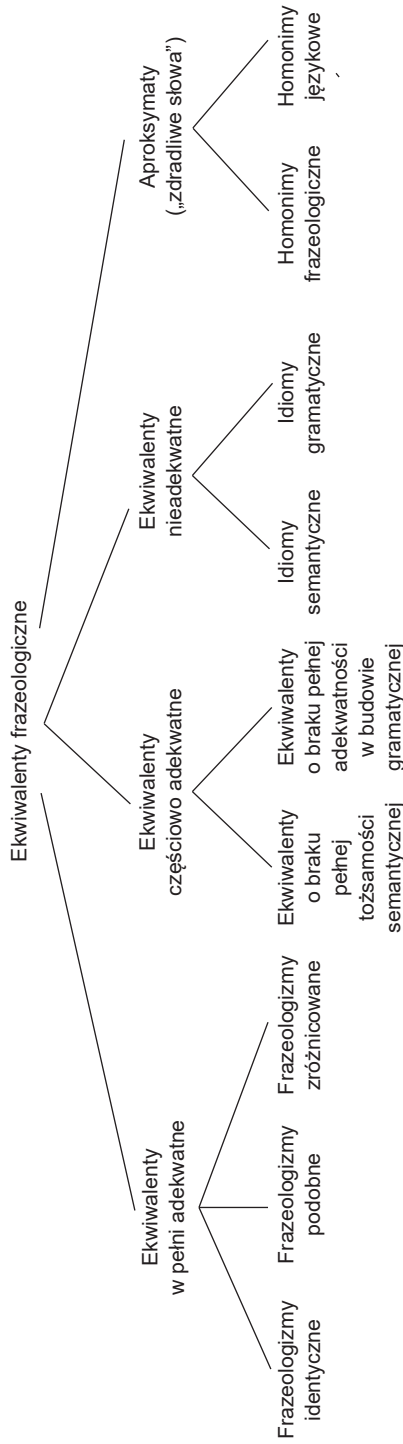 Ekwiwalenty frazeologiczne
Ekwiwalenty
w pełni adekwatne
Ekwiwalenty
częściowo adekwatne
Ekwiwalenty
nieadekwatne
Aproksymaty
(„zdradliwe słowa”)
Frazeologizmy
identyczne
Frazeologizmy
podobne
Frazeologizmy
zróżnicowane
Ekwiwalenty
o braku
pełnej
tożsamości
semantycznej
Ekwiwalenty
o braku pełnej
adekwatności
w budowie
gramatycznej
Idiomy
semantyczne
Idiomy
gramatyczne
Homonimy
frazeologiczne
Homonimy
językowe